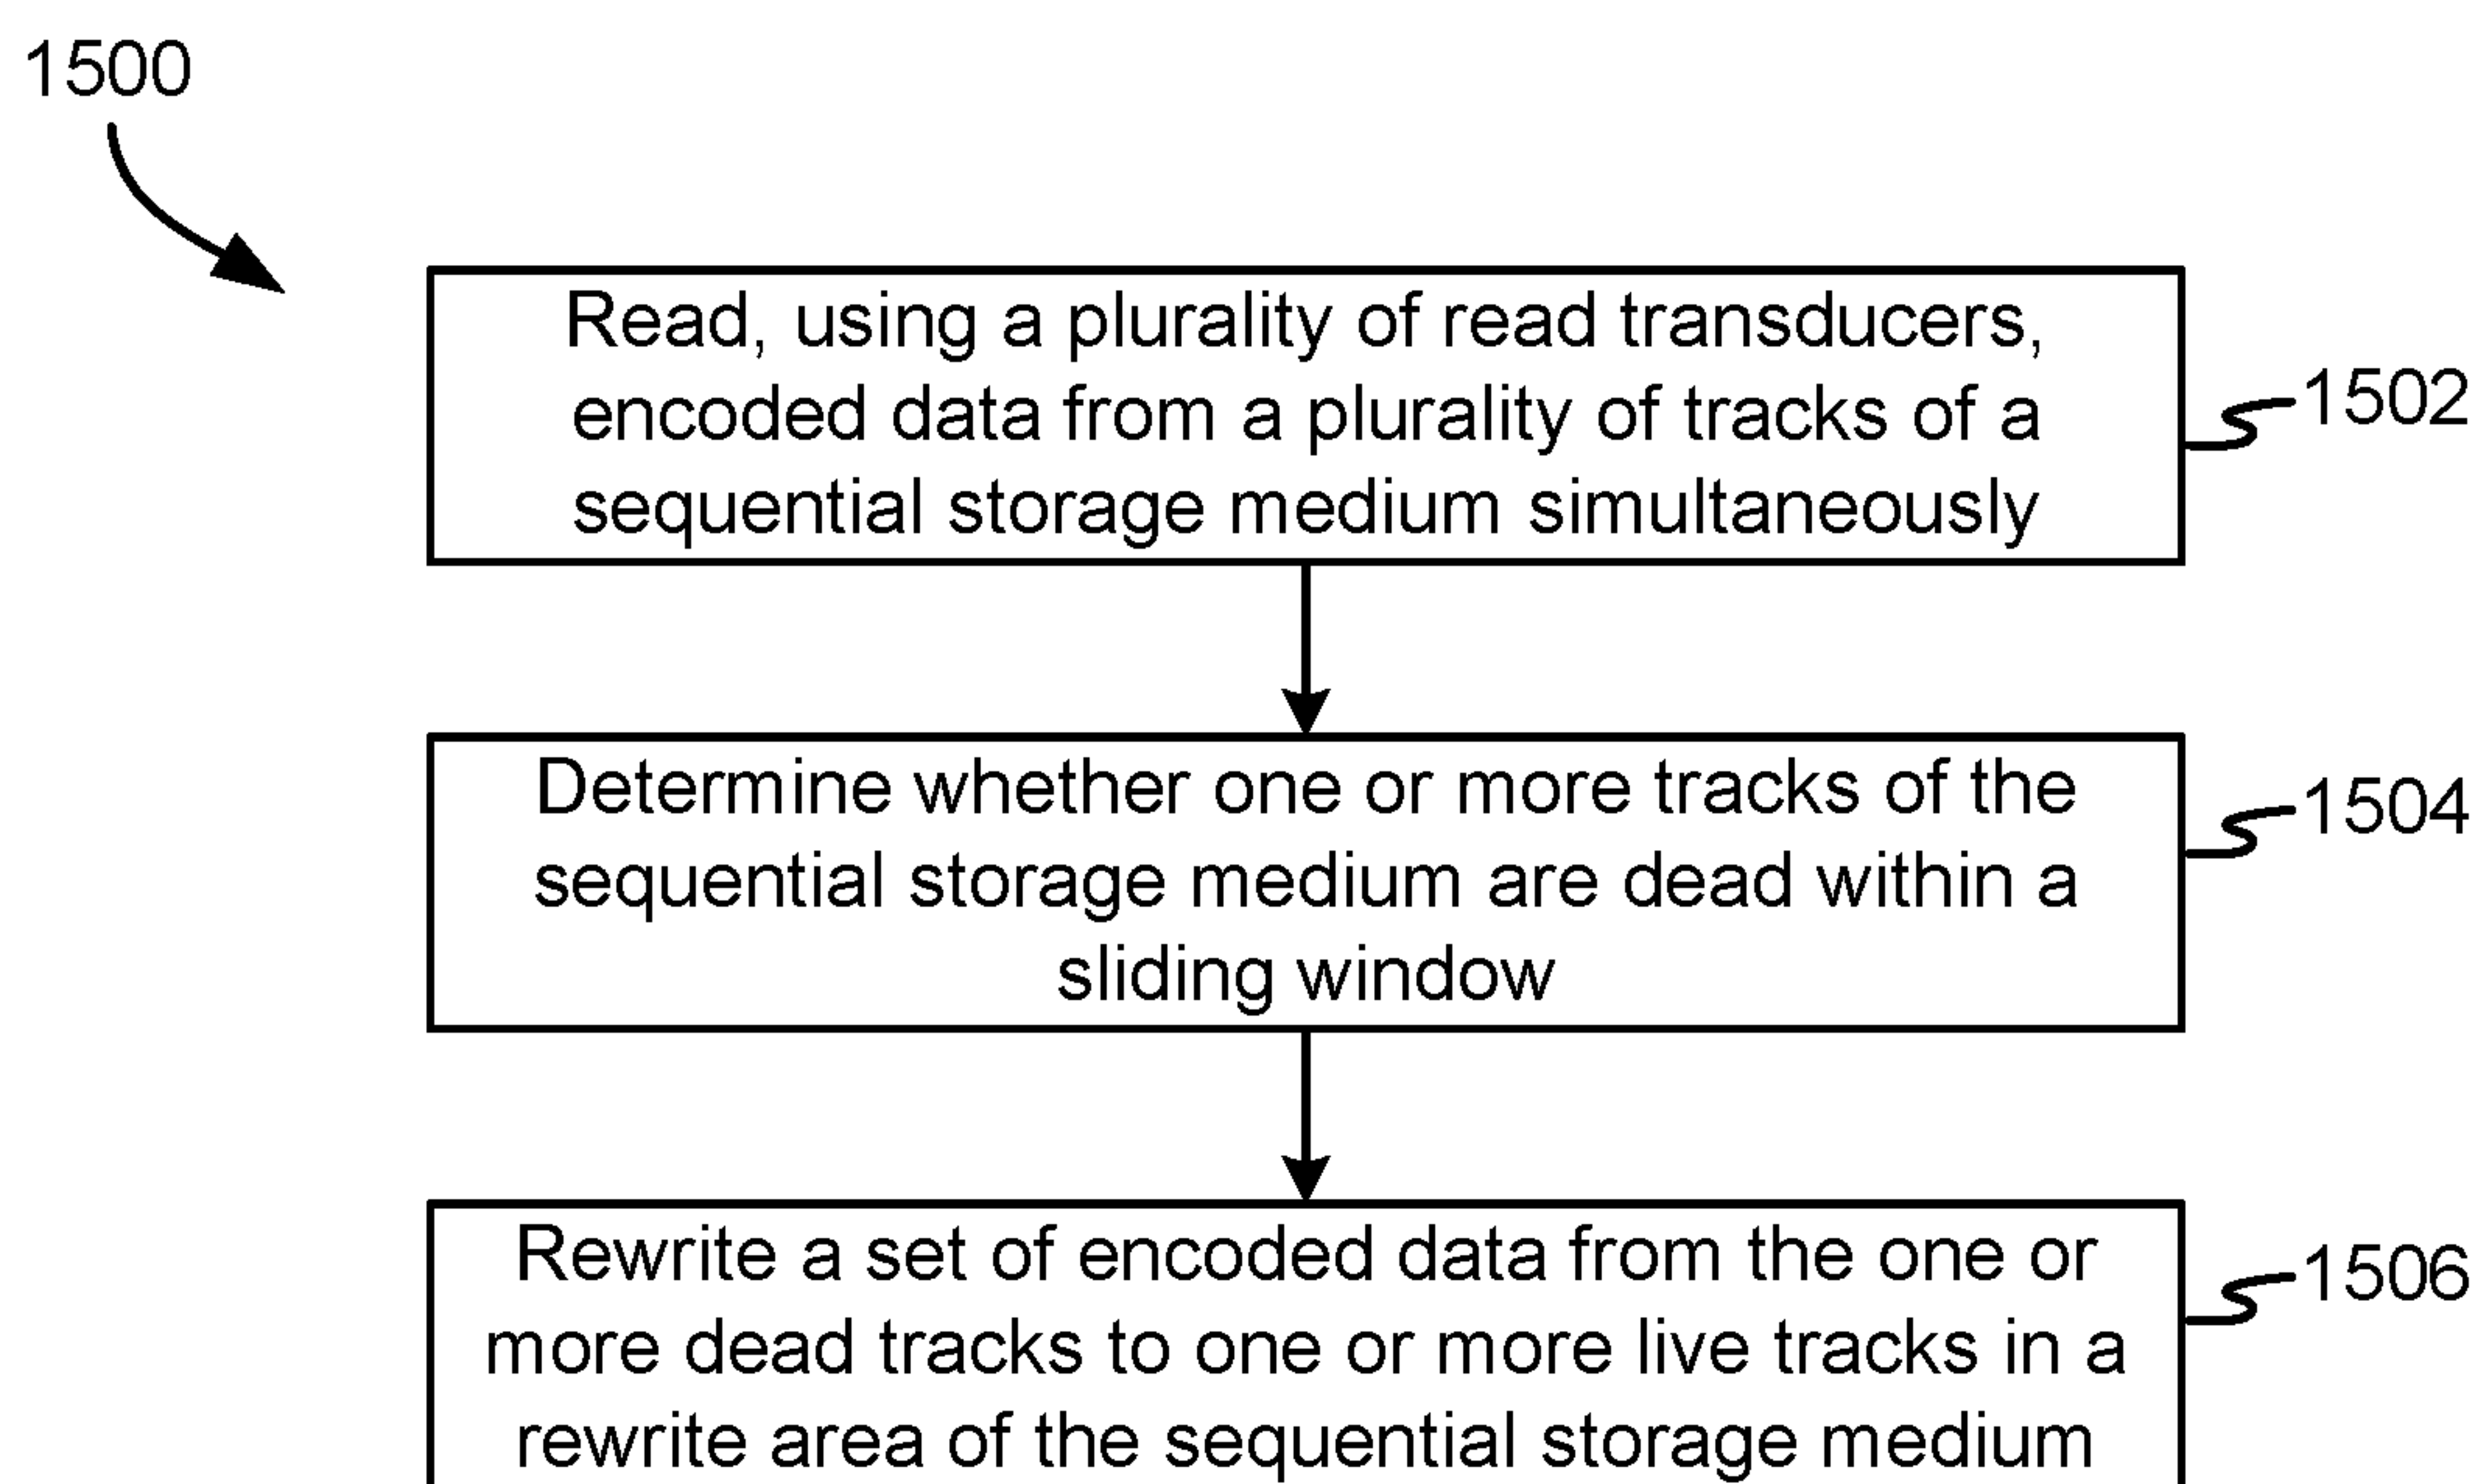 1500
Read, using a plurality of read transducers,
encoded data from a plurality of tracks of a
sequential storage medium simultaneously
1502
Determine whether one or more tracks of the
sequential storage medium are dead within a
sliding window
1504
Rewrite a set of encoded data from the one or
more dead tracks to one or more live tracks in a
rewrite area of the sequential storage medium
1506